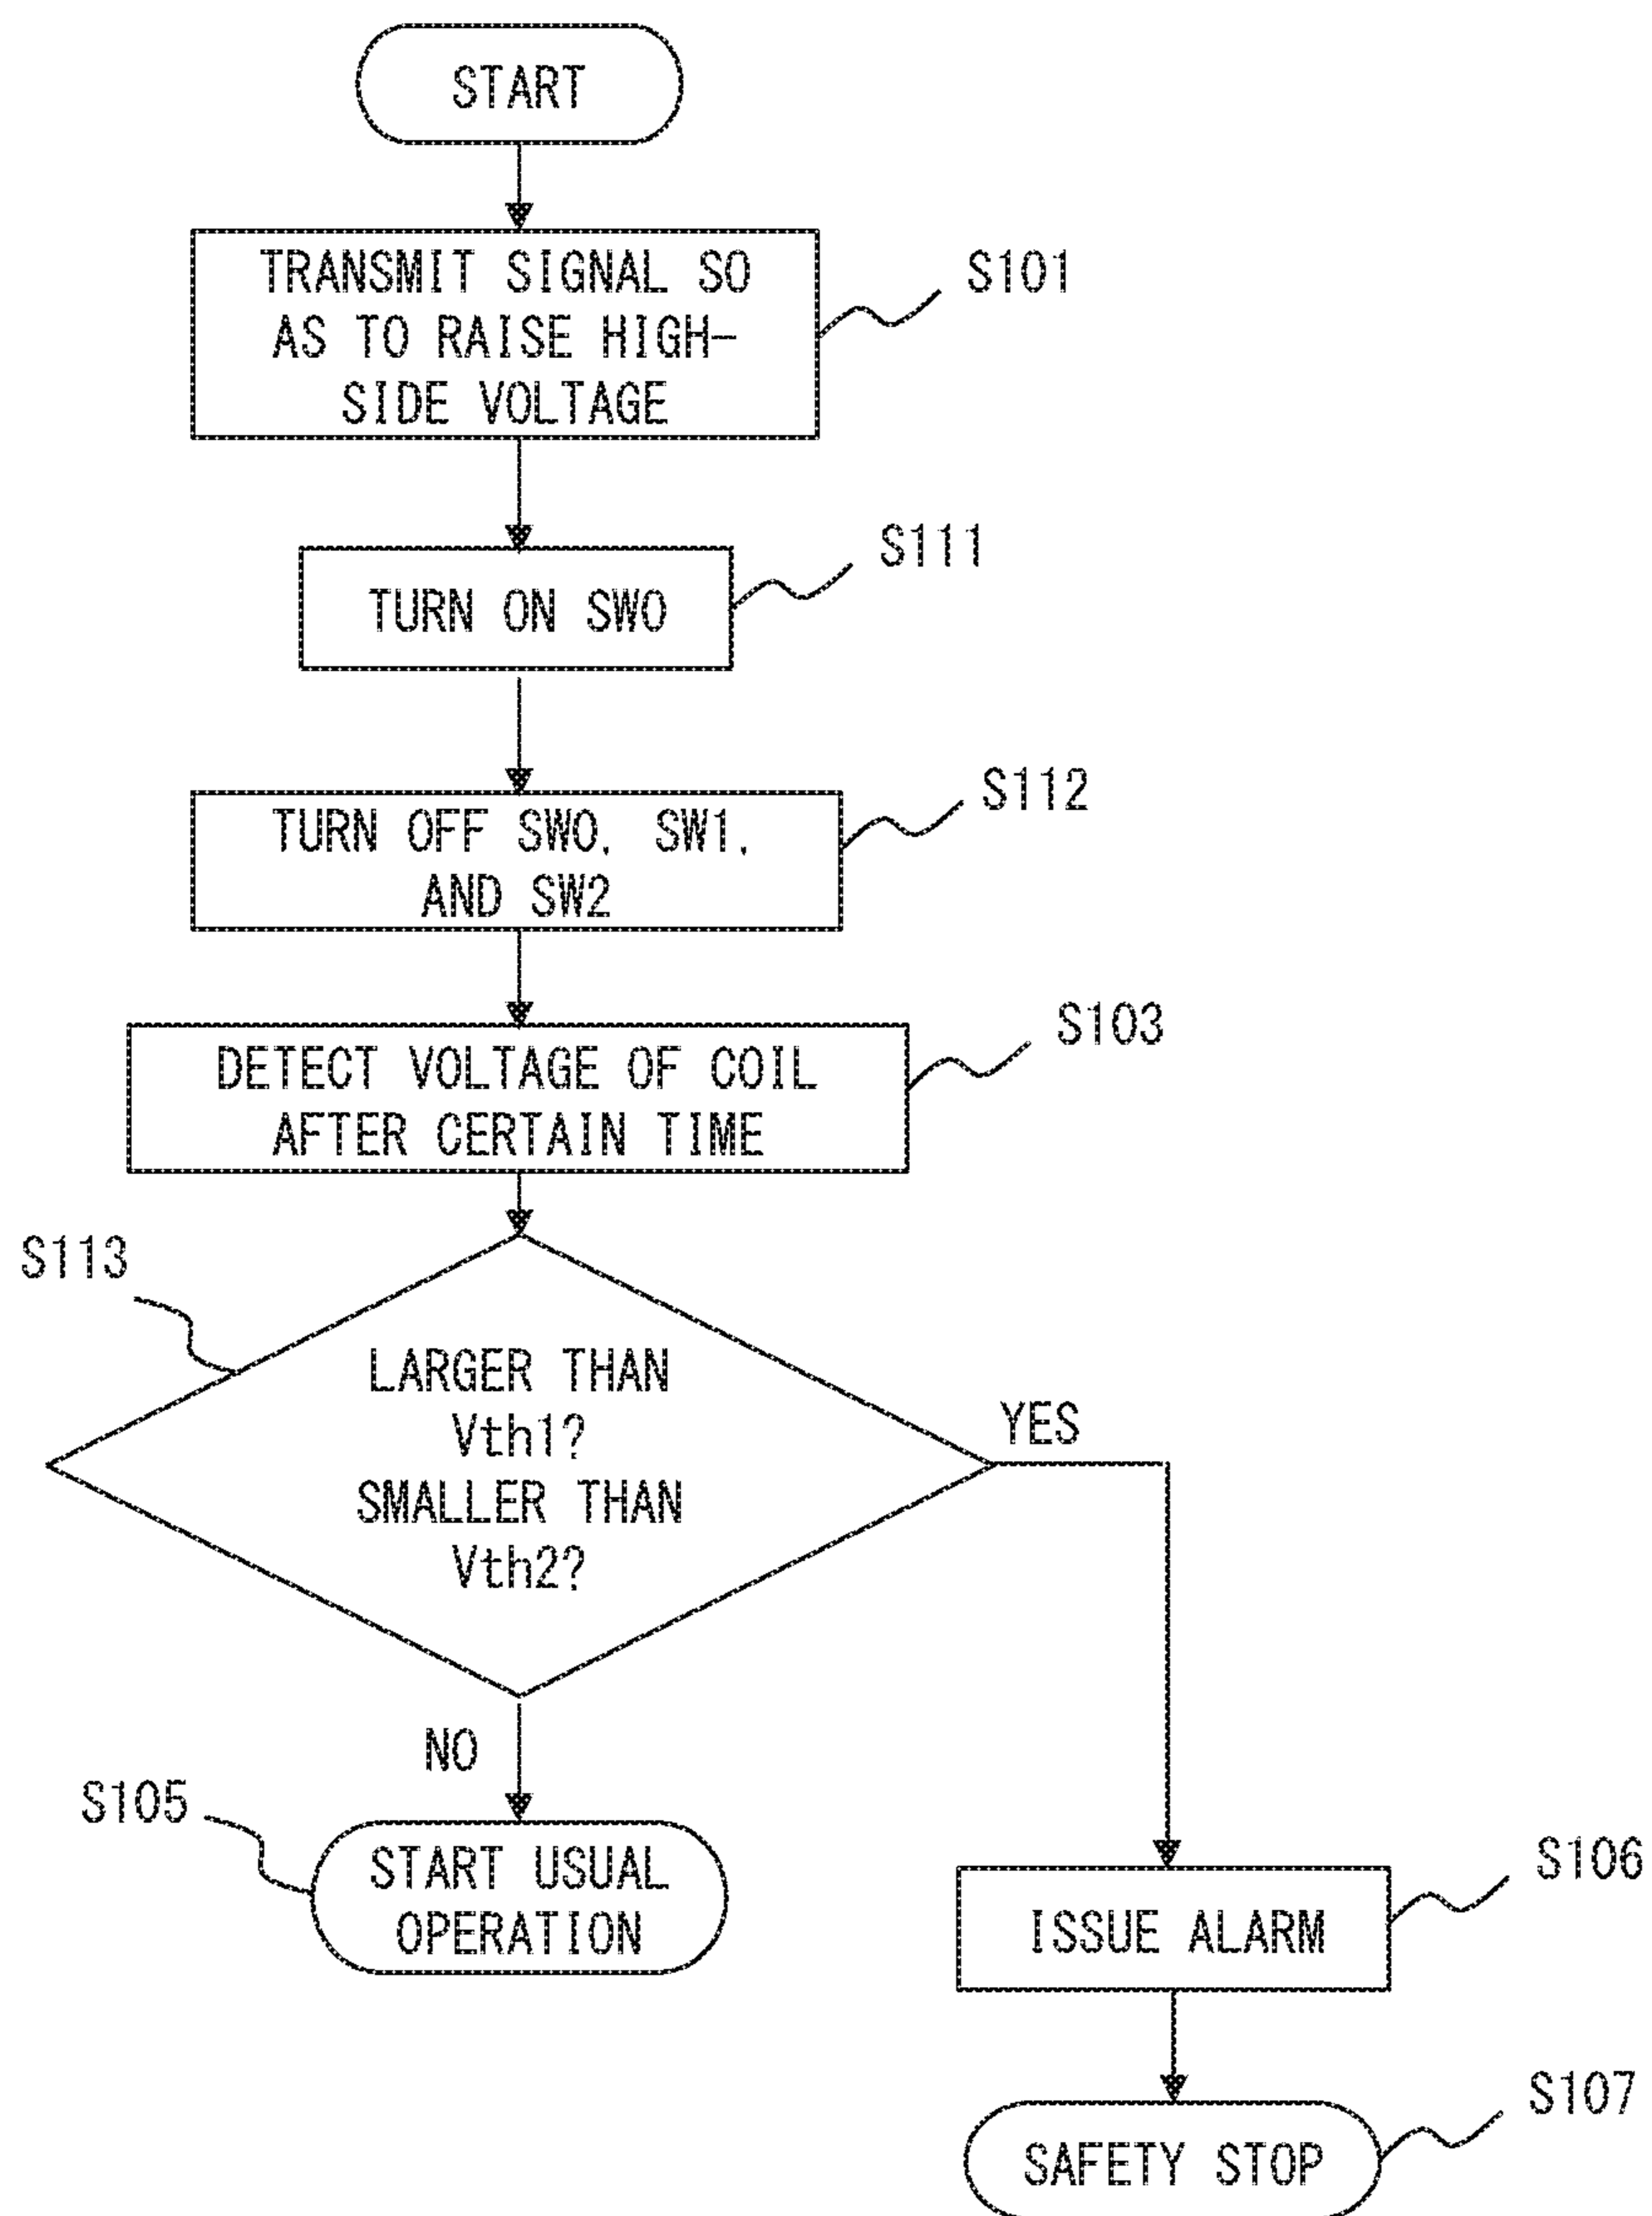 START
TRANSMIT SIGNAL SO
AS TO RAISE HIGH-
SIDE VOLTAGE
S101
TURN ON SW0
S111
TURN OFF SW0, SW1,
AND SW2
S112
DETECT VOLTAGE OF COIL
AFTER CERTAIN TIME
S103
S113
LARGER THAN
Vth1?
SMALLER THAN
Vth2?
YES
NO
S105
START USUAL
OPERATION
ISSUE ALARM
S106
SAFETY STOP
S107